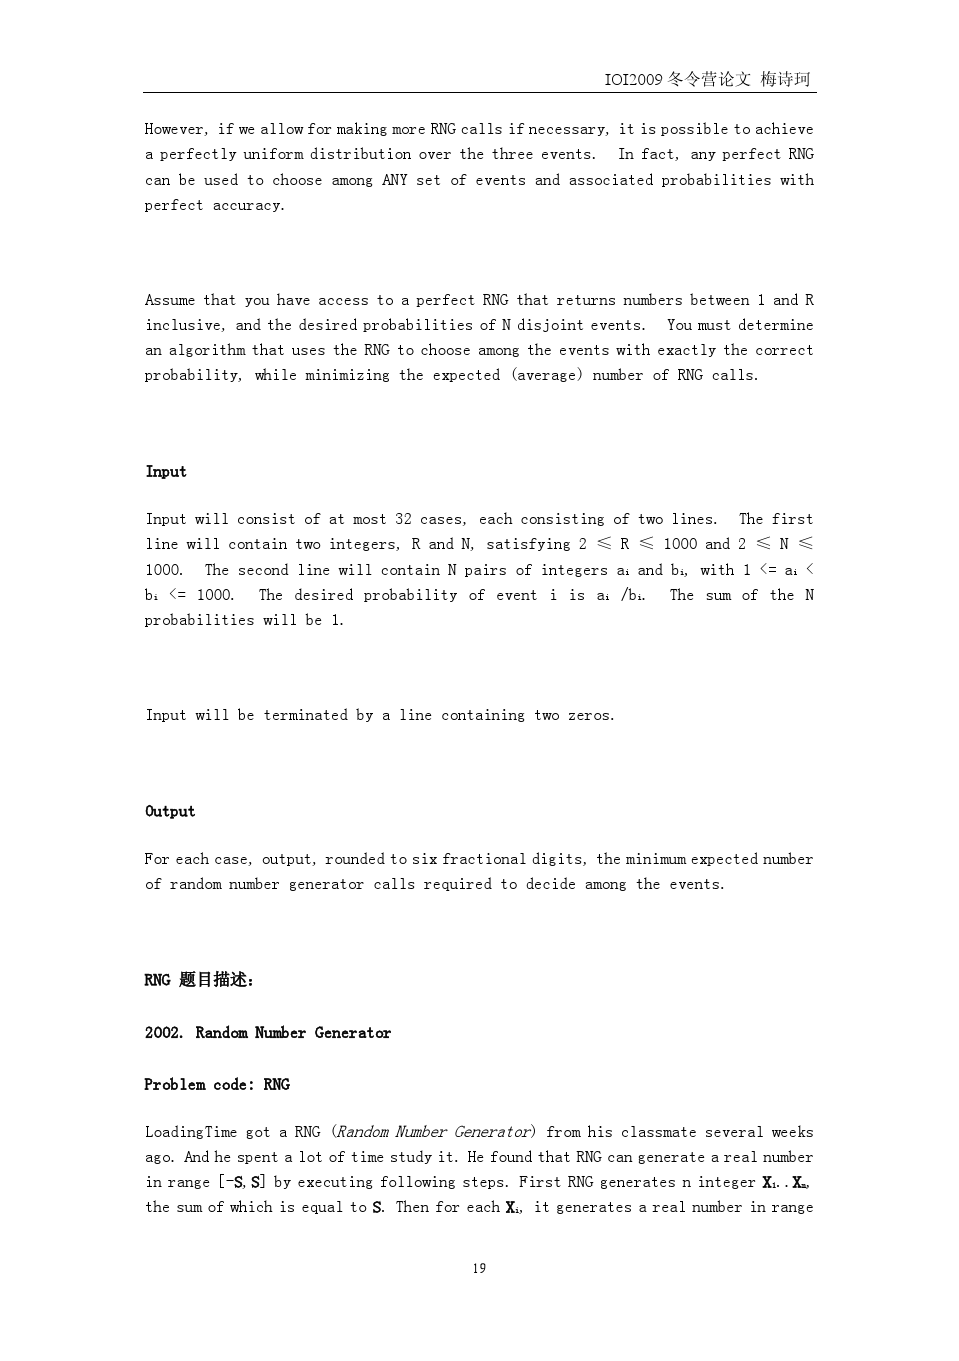 IOI2009 冬令营论文 梅诗珂
However, if we allow for making more RNG calls if necessary, it is possible to achieve
a perfectly uniform distribution over the three events. In fact, any perfect RNG
can be used to choose among ANY set of events and associated probabilities with
perfect accuracy.
Assume that you have access to a perfect RNG that returns numbers between 1 and R
inclusive, and the desired probabilities of N disjoint events. You must determine
an algorithm that uses the RNG to choose among the events with exactly the correct
probability, while minimizing the expected (average) number of RNG calls.
Input
Input will consist of at most 32 cases, each consisting of two lines. The first
line will contain two integers, R and N, satisfying 2 ≤ R ≤ 1000 and 2 ≤ N ≤
1000. The second line will contain N pairs of integers aᵢ and bᵢ, with 1 <= aᵢ <
bᵢ <= 1000. The desired probability of event i is aᵢ /bᵢ. The sum of the N
probabilities will be 1.
Input will be terminated by a line containing two zeros.
Output
For each case, output, rounded to six fractional digits, the minimum expected number
of random number generator calls required to decide among the events.
RNG 题目描述:
2002. Random Number Generator
Problem code: RNG
LoadingTime got a RNG (Random Number Generator) from his classmate several weeks
ago. And he spent a lot of time study it. He found that RNG can generate a real number
in range [-S,S] by executing following steps. First RNG generates n integer X₁..Xₙ,
the sum of which is equal to S. Then for each Xᵢ, it generates a real number in range
19